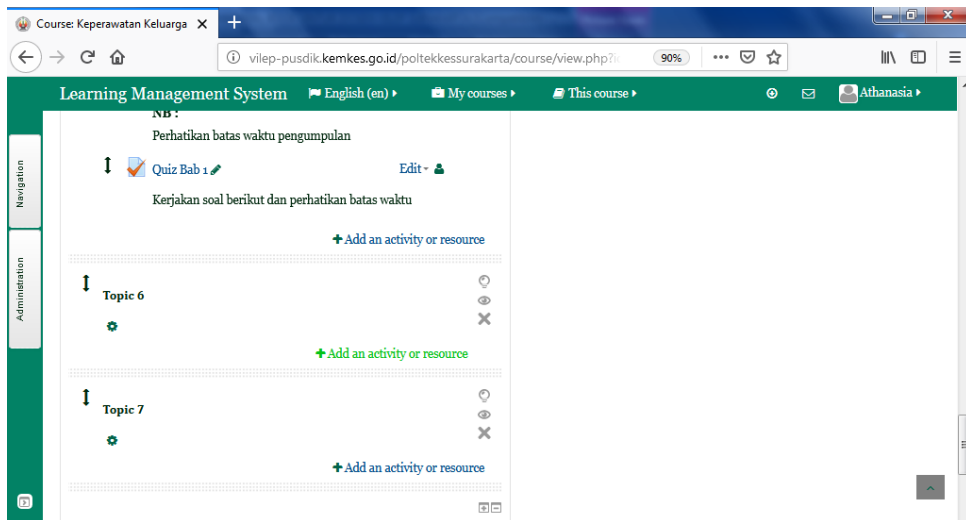 Course: Keperawatan Keluarga
vilep-pusdik.kemkes.go.id/poltekkessurakarta/course/view.php?i
90%
Learning Management System
English (en)
My courses
This course
Athanasia
Navigation
Administration
NB :
Perhatikan batas waktu pengumpulan
Quiz Bab 1
Edit
Kerjakan soal berikut dan perhatikan batas waktu
Add an activity or resource
Topic 6
Add an activity or resource
Topic 7
Add an activity or resource